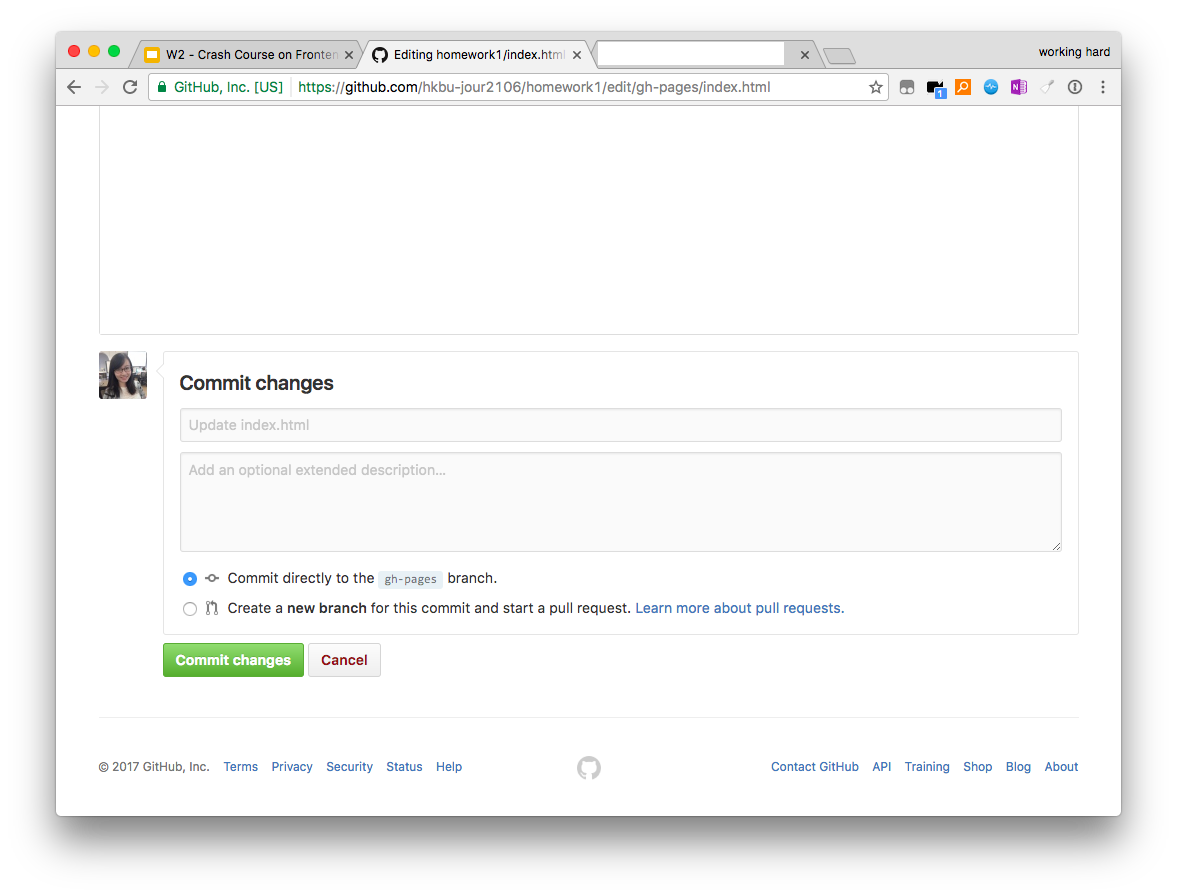 W2 - Crash Course on Fronten
Editing homework1/index.html
working hard
GitHub, Inc. [US] https://github.com/hkbu-jour2106/homework1/edit/gh-pages/index.html
1
Commit changes
Update index.html
Add an optional extended description...
Commit directly to the gh-pages branch.
Create a new branch for this commit and start a pull request. Learn more about pull requests.
Commit changes Cancel
© 2017 GitHub, Inc. Terms Privacy Security Status Help Contact GitHub API Training Shop Blog About